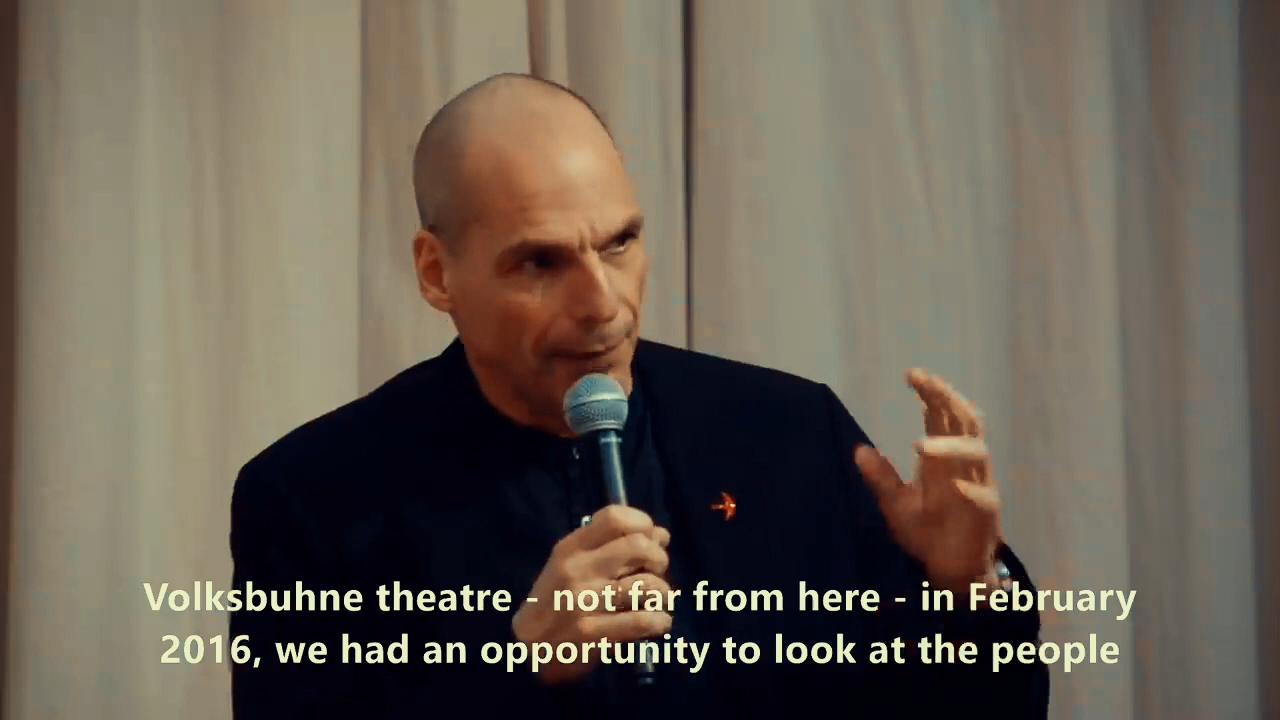 Volksbuhne theatre - not far from here - in February
2016, we had an opportunity to look at the people